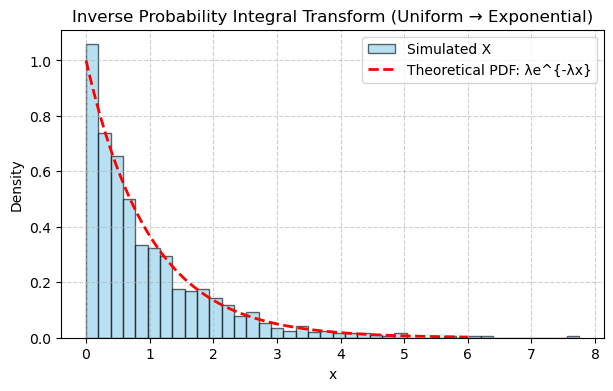 Inverse Probability Integral Transform (Uniform → Exponential)
Simulated X
Theoretical PDF: λe^{-λx}
Density
1.0
0.8
0.6
0.4
0.2
0.0
0 1 2 3 4 5 6 7 8
x